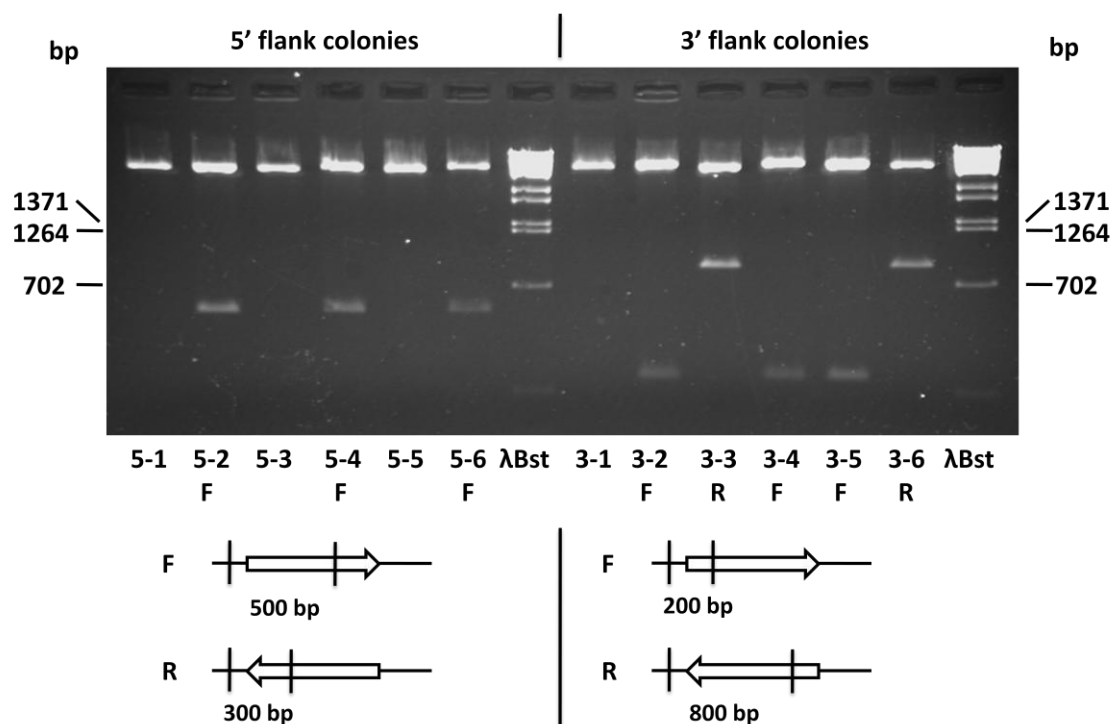 5’ flank colonies 3’ flank colonies
bp bp
1371 1371
1264 1264
702 702
5-1 5-2 5-3 5-4 5-5 5-6 λBst 3-1 3-2 3-3 3-4 3-5 3-6 λBst
F F F F R F F R
F F
500 bp 200 bp
R R
300 bp 800 bp